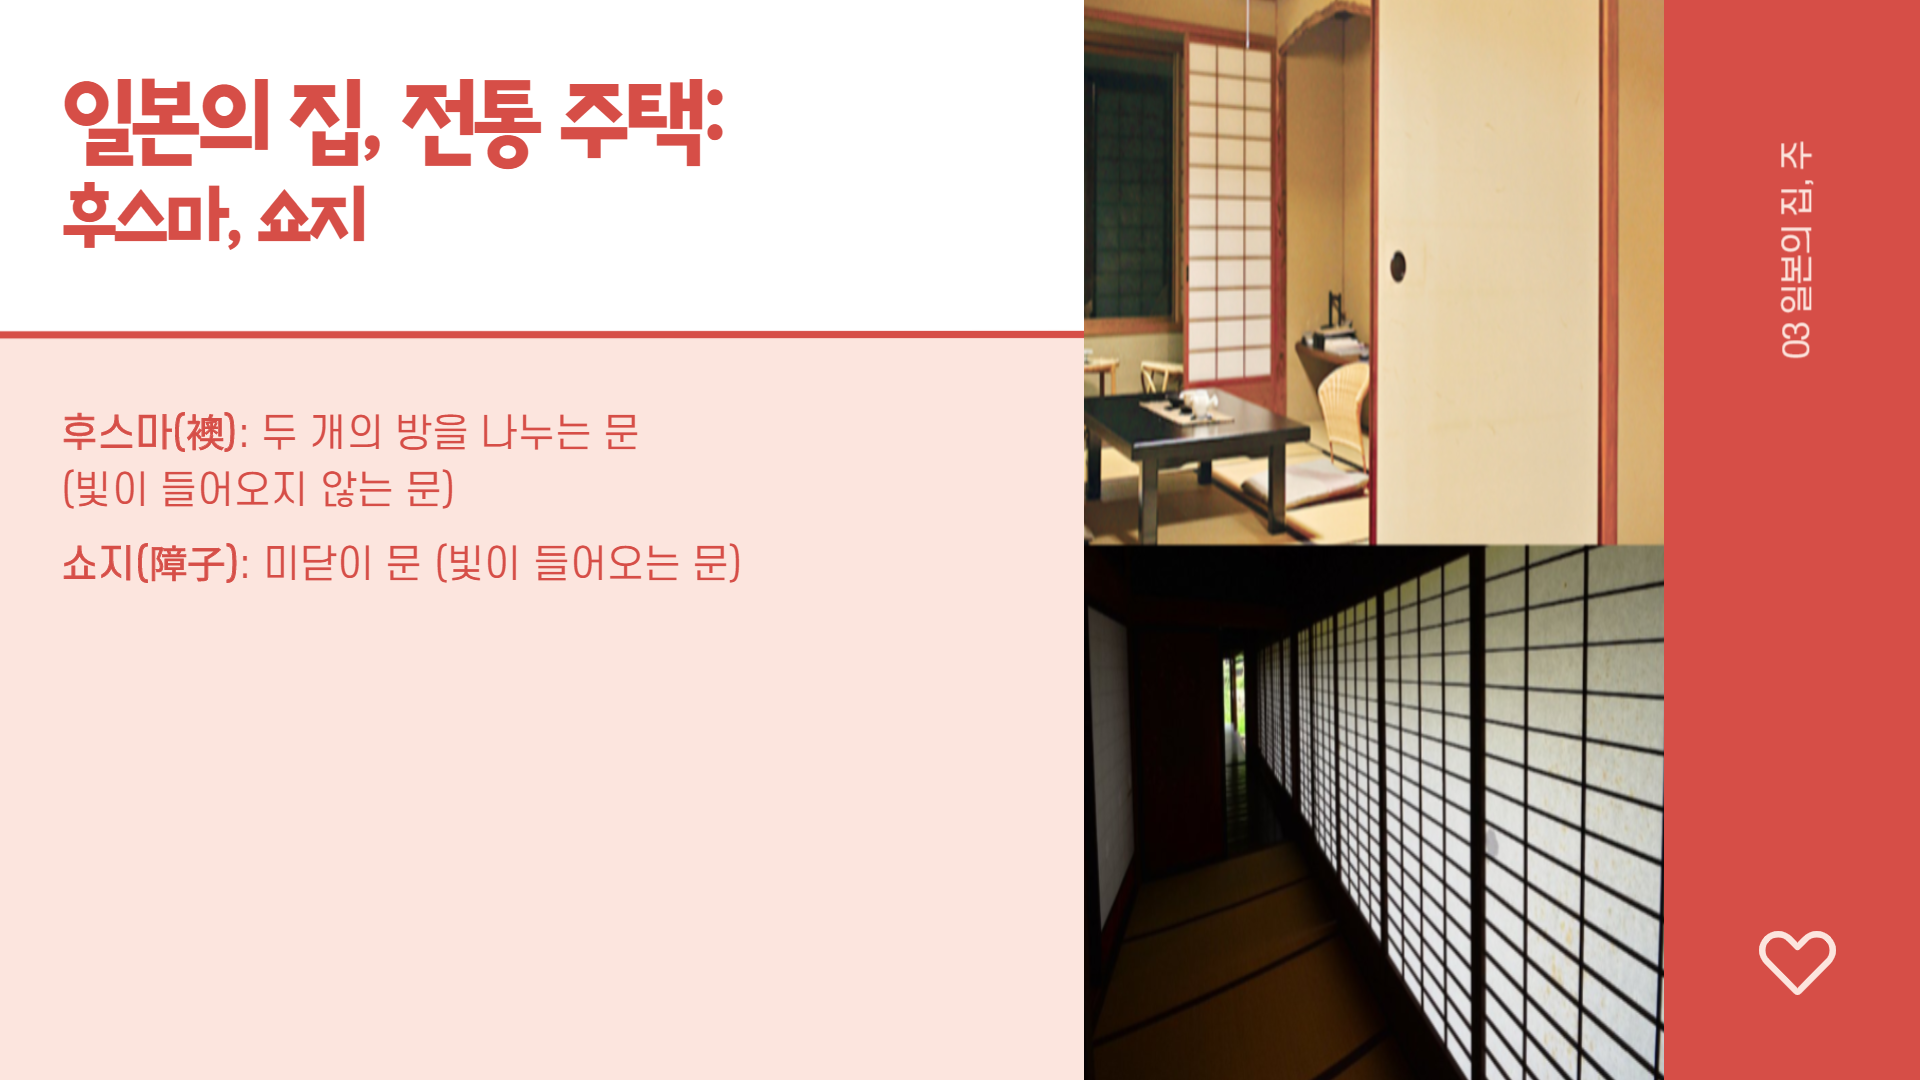 일본의 집, 전통 주택:
후스마, 쇼지
후스마(襖): 두 개의 방을 나누는 문
(빛이 들어오지 않는 문)
쇼지(障子): 미닫이 문 (빛이 들어오는 문)
03 일본의 집, 주